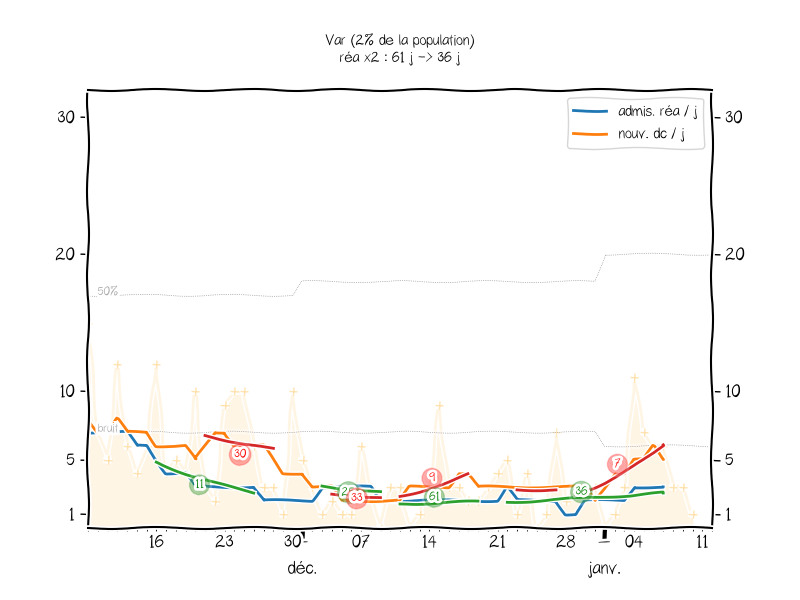 Var (2% de la population)
réa x2 : 61 j -> 36 j
admis. réa / j
nouv. dc / j
30 30
20 20
50%
10 10
bruit
5 5
1 1
30 11 33 9 61 36 7
16 23 30 07 14 21 28 04 11
déc. janv.